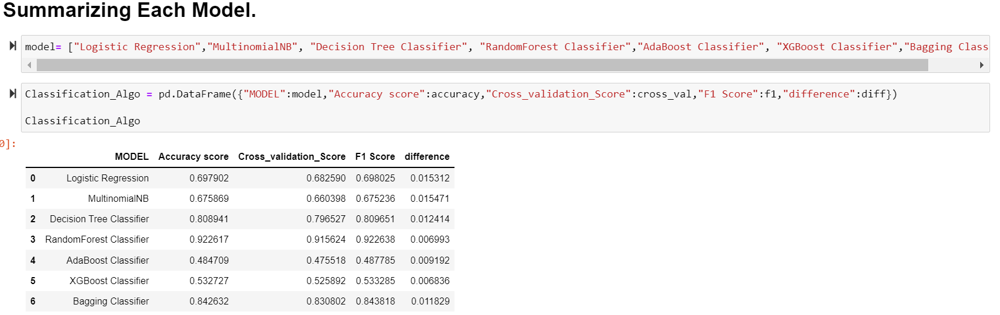 Summarizing Each Model.
model= ["Logistic Regression","MultinomialNB", "Decision Tree Classifier", "RandomForest Classifier","AdaBoost Classifier", "XGBoost Classifier","Bagging Class
Classification_Algo = pd.DataFrame({"MODEL":model,"Accuracy score":accuracy,"Cross_validation_Score":cross_val,"F1 Score":f1,"difference":diff})
Classification_Algo
0]:
MODEL Accuracy score Cross_validation_Score F1 Score difference
0 Logistic Regression 0.697902 0.682590 0.698025 0.015312
1 MultinomialNB 0.675869 0.660398 0.675236 0.015471
2 Decision Tree Classifier 0.808941 0.796527 0.809651 0.012414
3 RandomForest Classifier 0.922617 0.915624 0.922638 0.006993
4 AdaBoost Classifier 0.484709 0.475518 0.487785 0.009192
5 XGBoost Classifier 0.532727 0.525892 0.533285 0.006836
6 Bagging Classifier 0.842632 0.830802 0.843818 0.011829